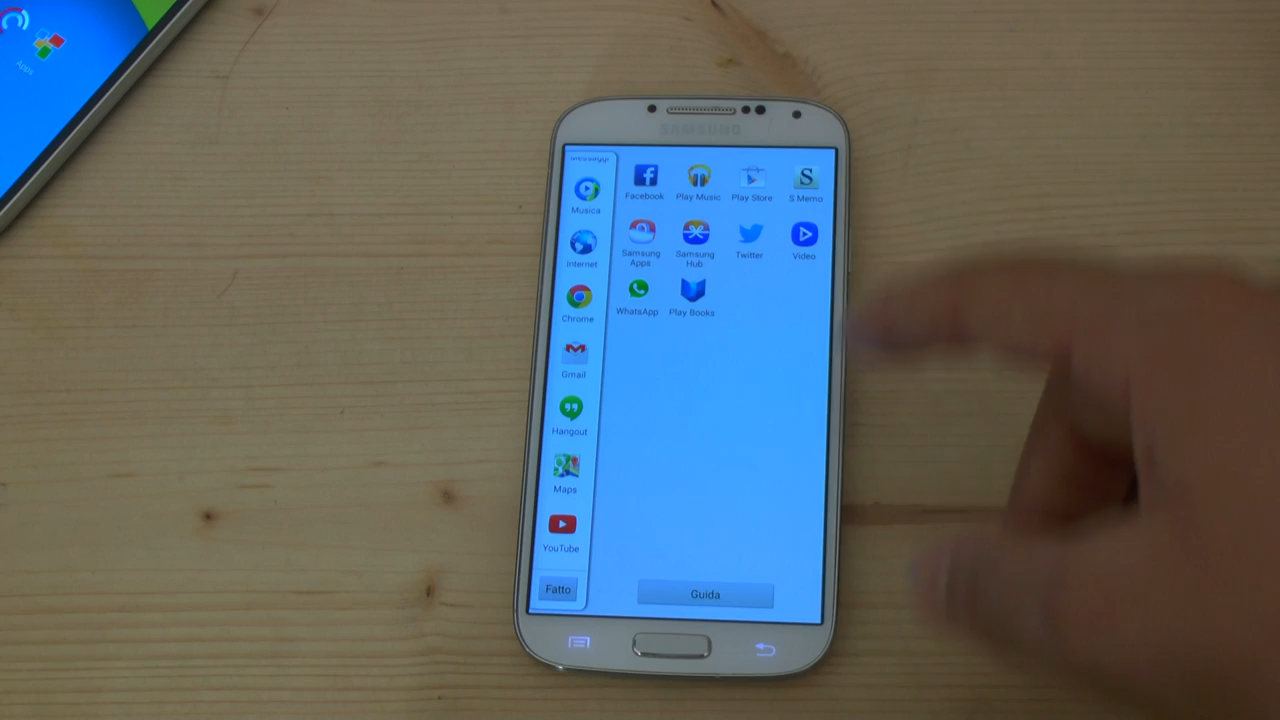 Apps
SAMSUNG
Musica
Internet
Chrome
Gmail
Hangout
Maps
YouTube
Fatto
Facebook
Play Music
Play Store
S Memo
Samsung
Apps
Samsung
Hub
Twitter
Video
WhatsApp
Play Books
Guida